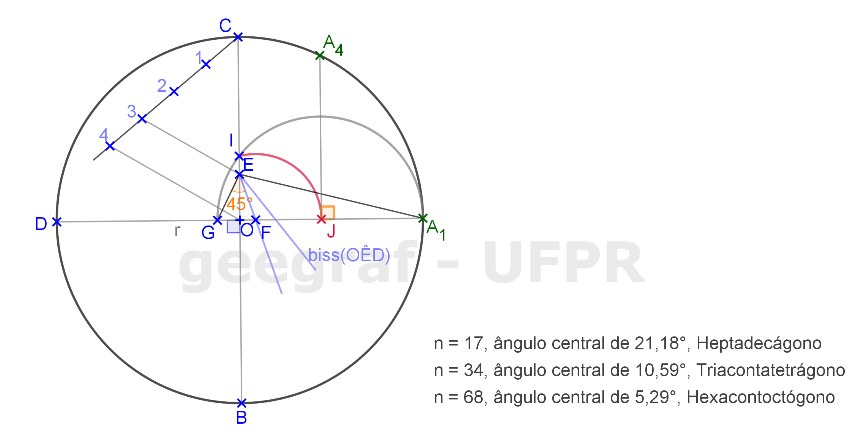 C
A4
1
2
3
4
I
E
45°
D
r
G
O
F
J
A1
biss(OÊD)
geegraf - UFPR
B
n = 17, ângulo central de 21,18°, Heptadecágono
n = 34, ângulo central de 10,59°, Triacontatetrágono
n = 68, ângulo central de 5,29°, Hexacontoctógono